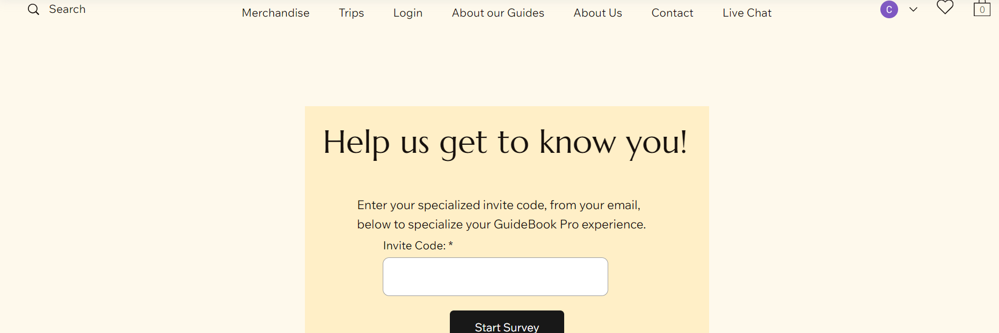 Search
Merchandise Trips Login About our Guides About Us Contact Live Chat
C
0
Help us get to know you!
Enter your specialized invite code, from your email,
below to specialize your GuideBook Pro experience.
Invite Code: *
Start Survey